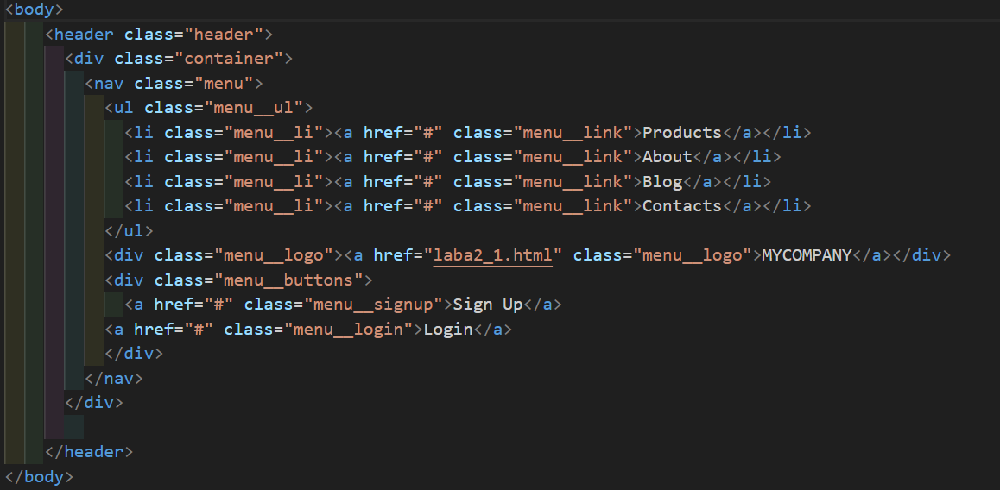 <body>
<header class="header">
<div class="container">
<nav class="menu">
<ul class="menu__ul">
<li class="menu__li"><a href="#" class="menu__link">Products</a></li>
<li class="menu__li"><a href="#" class="menu__link">About</a></li>
<li class="menu__li"><a href="#" class="menu__link">Blog</a></li>
<li class="menu__li"><a href="#" class="menu__link">Contacts</a></li>
</ul>
<div class="menu__logo"><a href="laba2_1.html" class="menu__logo">MYCOMPANY</a></div>
<div class="menu__buttons">
<a href="#" class="menu__signup">Sign Up</a>
<a href="#" class="menu__login">Login</a>
</div>
</nav>
</div>
</header>
</body>